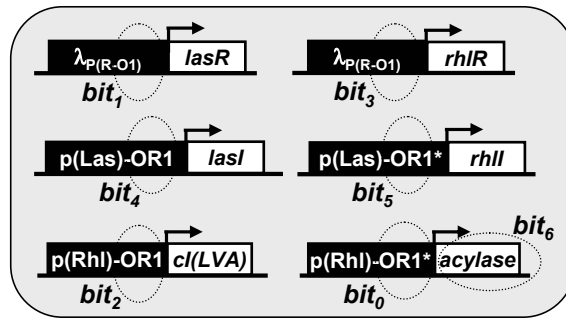 λP(R-O1) lasR λP(R-O1) rhlR
bit1 bit3
p(Las)-OR1 lasI p(Las)-OR1* rhlI
bit4 bit5
bit6
p(Rhl)-OR1 cI(LVA) p(Rhl)-OR1* acylase
bit2 bit0